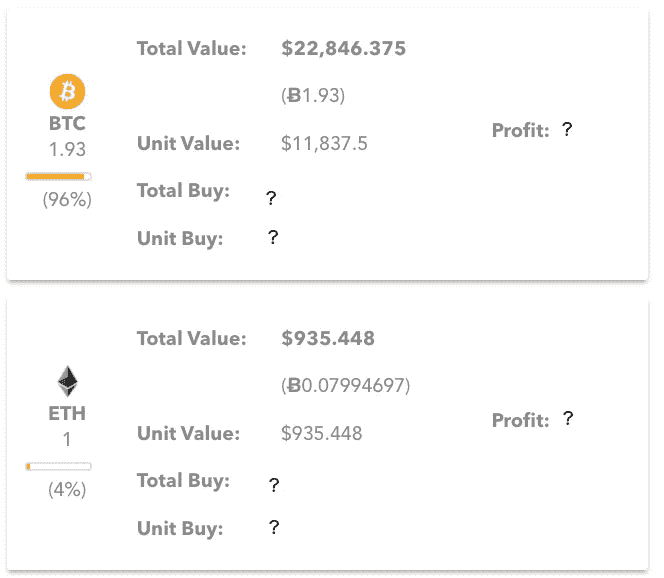 Total Value: $22,846.375
(Ƀ1.93)
BTC
1.93
(96%)
Unit Value: $11,837.5
Total Buy: ?
Unit Buy: ?
Profit: ?
Total Value: $935.448
(Ƀ0.07994697)
ETH
1
(4%)
Unit Value: $935.448
Total Buy: ?
Unit Buy: ?
Profit: ?